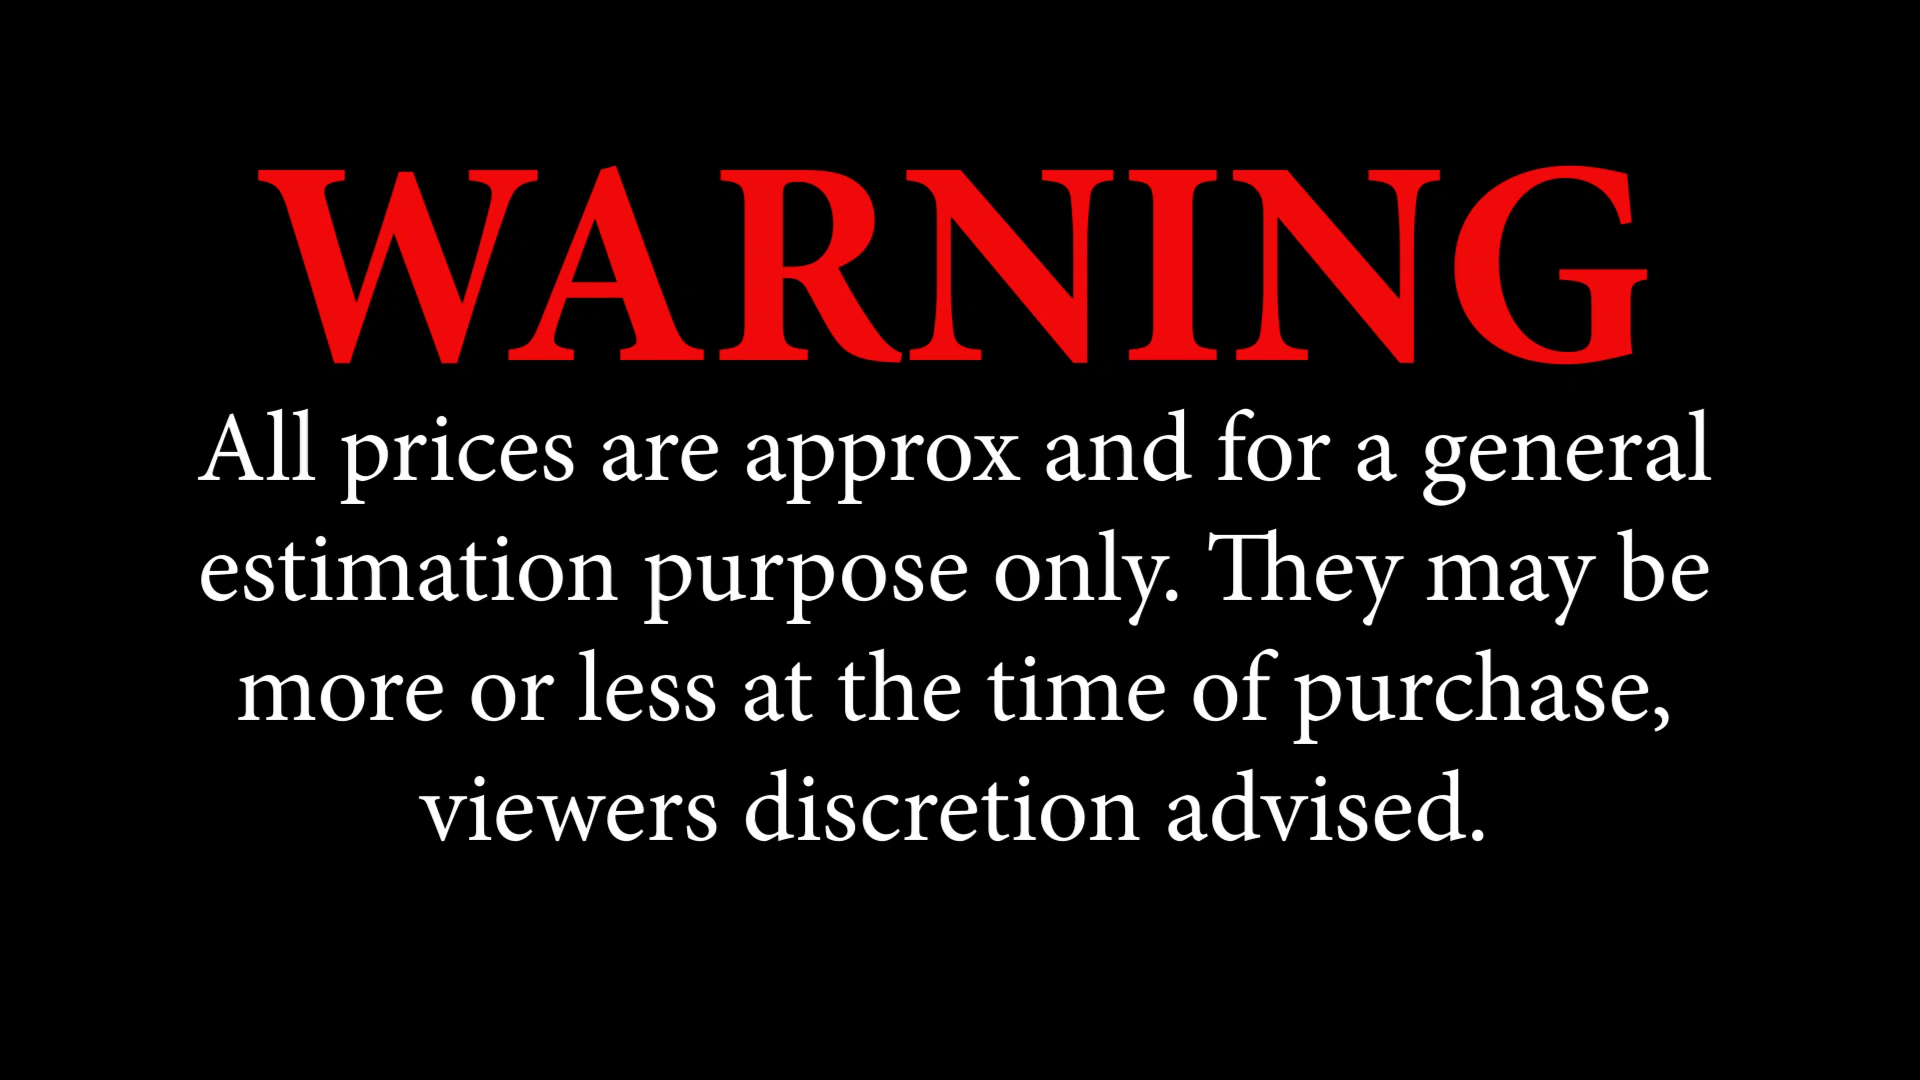 WARNING
All prices are approx and for a general
estimation purpose only. They may be
more or less at the time of purchase,
viewers discretion advised.